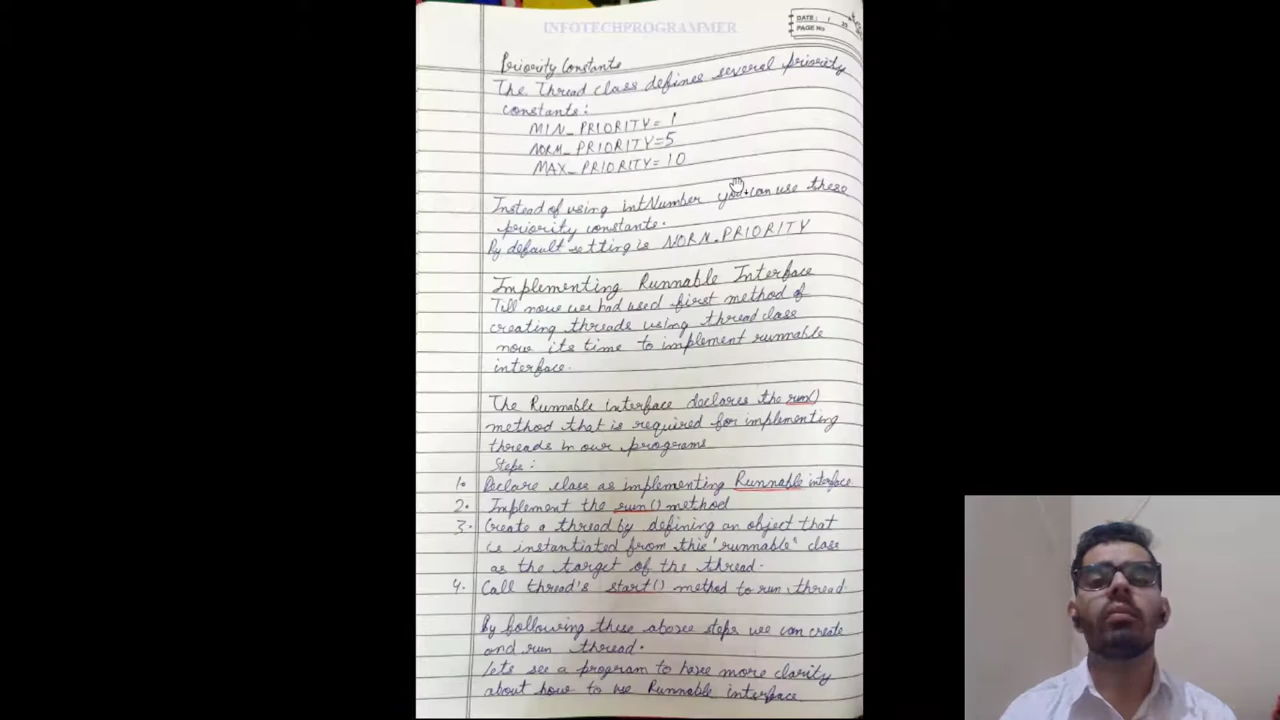 INFOTECHPROGRAMMER
DATE:
PAGE No
Priority Constants
The Thread class defines several priority
constants:
MIN_PRIORITY= 1
NORM_PRIORITY=5
MAX_PRIORITY= 10
Instead of using intNumber you can use these
priority constants.
By default setting is NORM_PRIORITY
Implementing Runnable Interface
Till now we had used first method of
creating threads using thread class
now its time to implement runnable
interface.
The Runnable interface declares the run()
method that is required for implementing
threads in our programs
Steps:
1. Declare class as implementing Runnable interface
2. Implement the run() method
3. Create a thread by defining an object that
is instantiated from this "runnable" class
as the target of the thread.
4. Call thread's start() method to run thread.
By following these above steps we can create
and run thread.
Lets see a program to have more clarity
about how to use Runnable interface